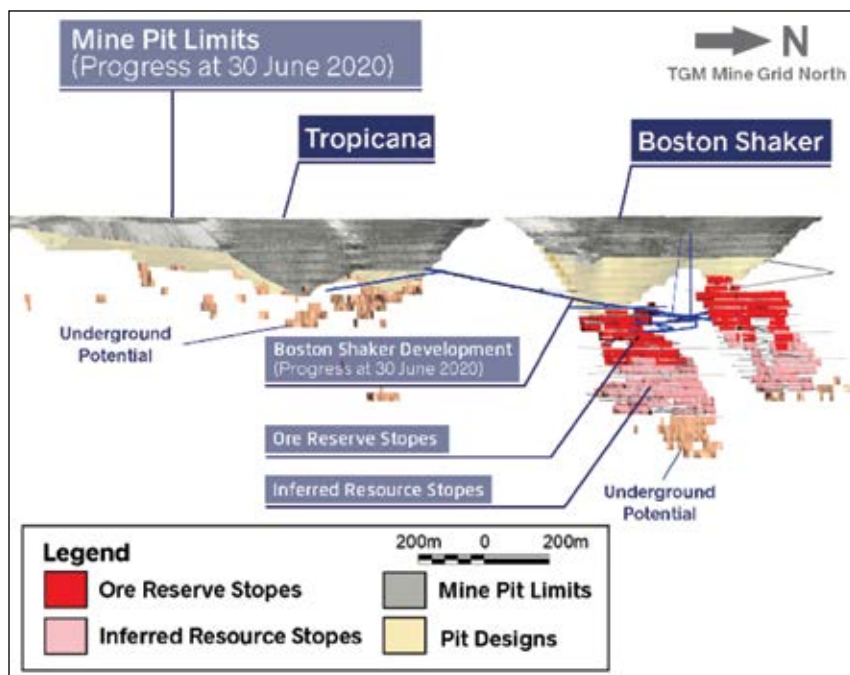 Mine Pit Limits
(Progress at 30 June 2020)
N
TGM Mine Grid North
Tropicana
Boston Shaker
Underground
Potential
Boston Shaker Development
(Progress at 30 June 2020)
Ore Reserve Stopes
Inferred Resource Stopes
Underground
Potential
Legend
200m 0 200m
Ore Reserve Stopes
Mine Pit Limits
Inferred Resource Stopes
Pit Designs